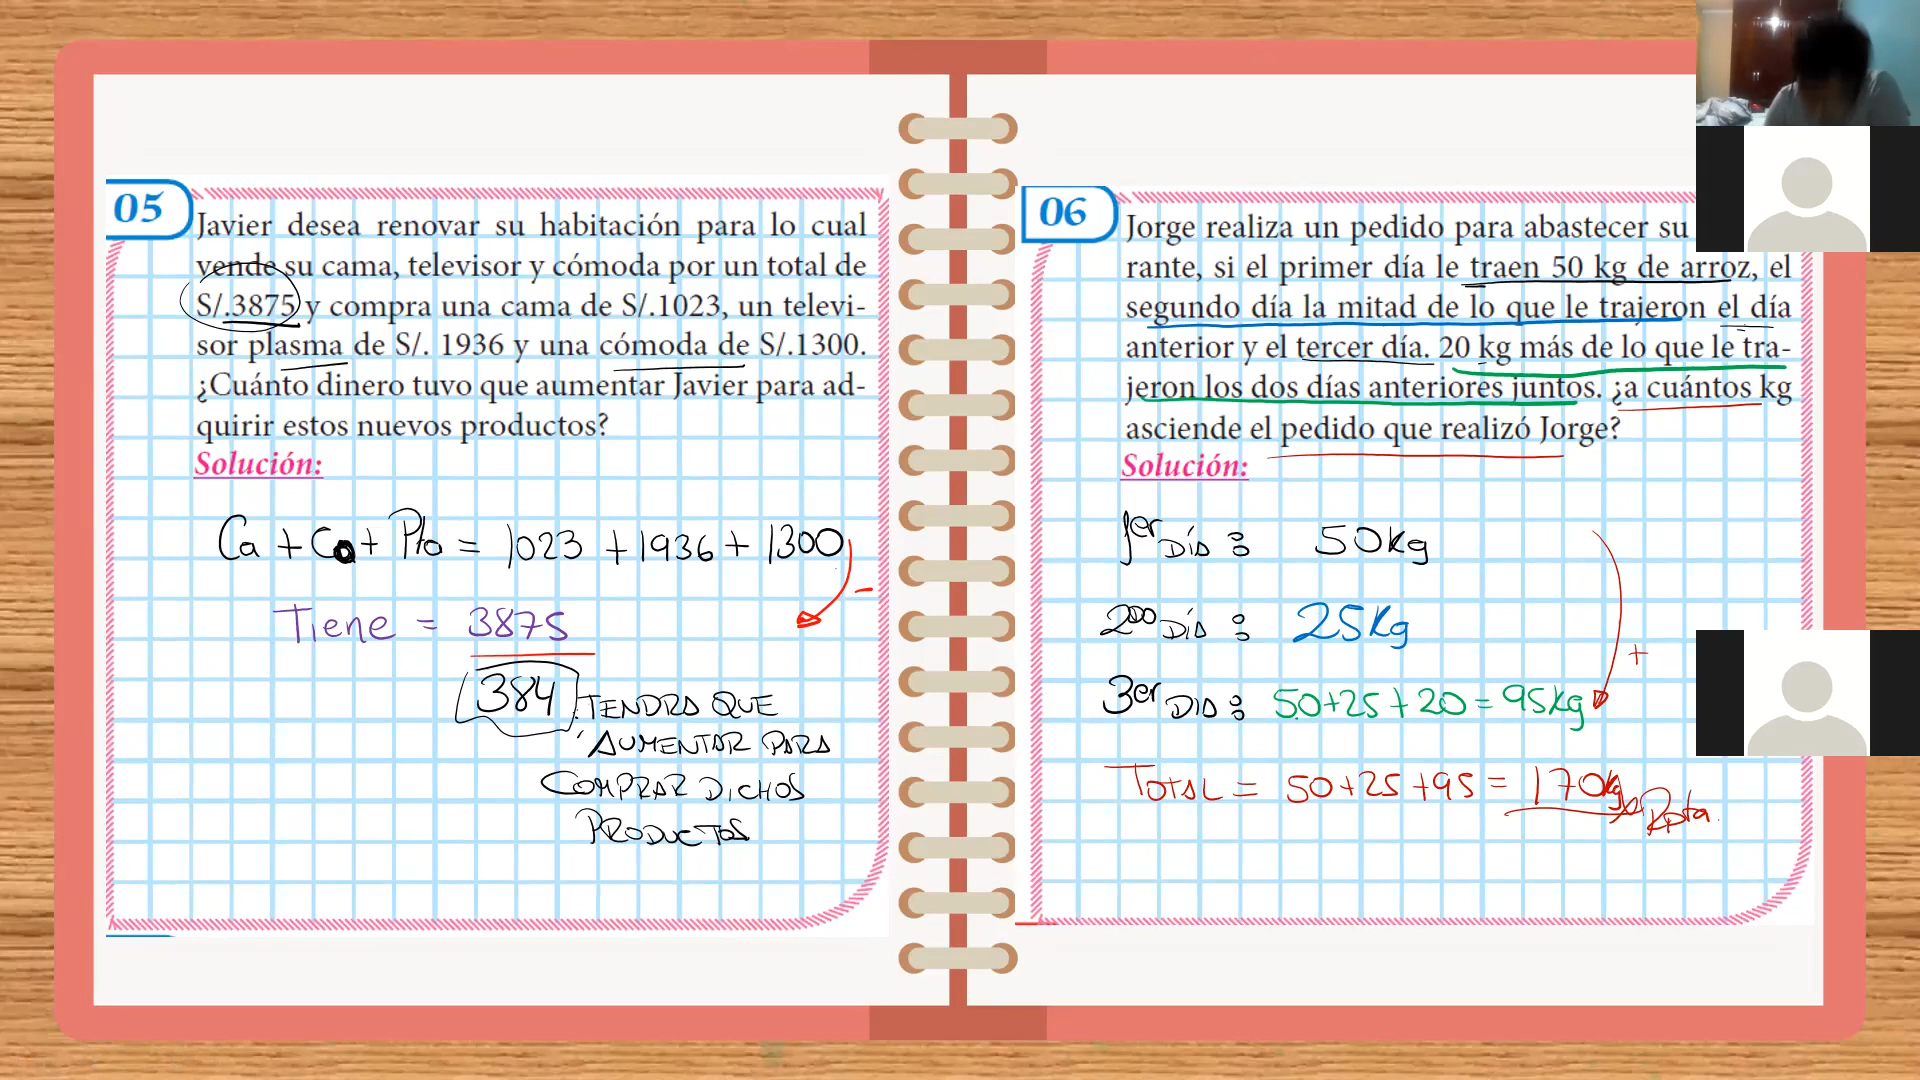 05
Javier desea renovar su habitación para lo cual
vende su cama, televisor y cómoda por un total de
S/.3875 y compra una cama de S/.1023, un televi-
sor plasma de S/. 1936 y una cómoda de S/.1300.
¿Cuánto dinero tuvo que aumentar Javier para ad-
quirir estos nuevos productos?
Solución:
Ca + Co + Pto = 1023 + 1936 + 1300
-
Tiene = 3875
384 TENDRA QUE
AUMENTAR PARA
COMPRAR DICHOS
PRODUCTOS
06
Jorge realiza un pedido para abastecer su
rante, si el primer día le traen 50 kg de arroz, el
segundo día la mitad de lo que le trajeron el día
anterior y el tercer día. 20 kg más de lo que le tra-
jeron los dos días anteriores juntos. ¿a cuántos kg
asciende el pedido que realizó Jorge?
Solución:
1er DÍA : 50kg
2do DÍA : 25kg
+
3er DIA : 50+25+20=95kg
TOTAL = 50+25+95 = 170kg Rpta.